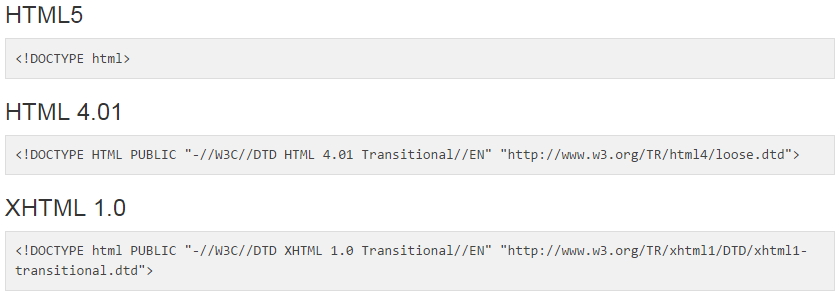 HTML5
<!DOCTYPE html>
HTML 4.01
<!DOCTYPE HTML PUBLIC "-//W3C//DTD HTML 4.01 Transitional//EN" "http://www.w3.org/TR/html4/loose.dtd">
XHTML 1.0
<!DOCTYPE html PUBLIC "-//W3C//DTD XHTML 1.0 Transitional//EN" "http://www.w3.org/TR/xhtml1/DTD/xhtml1-
transitional.dtd">